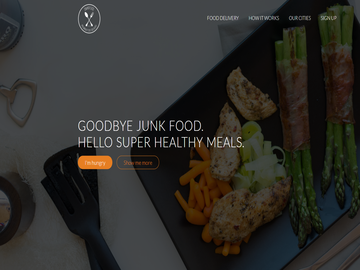 FOOD DELIVERY HOW IT WORKS OUR CITIES SIGN UP
GOODBYE JUNK FOOD.
HELLO SUPER HEALTHY MEALS.
I'm hungry Show me more